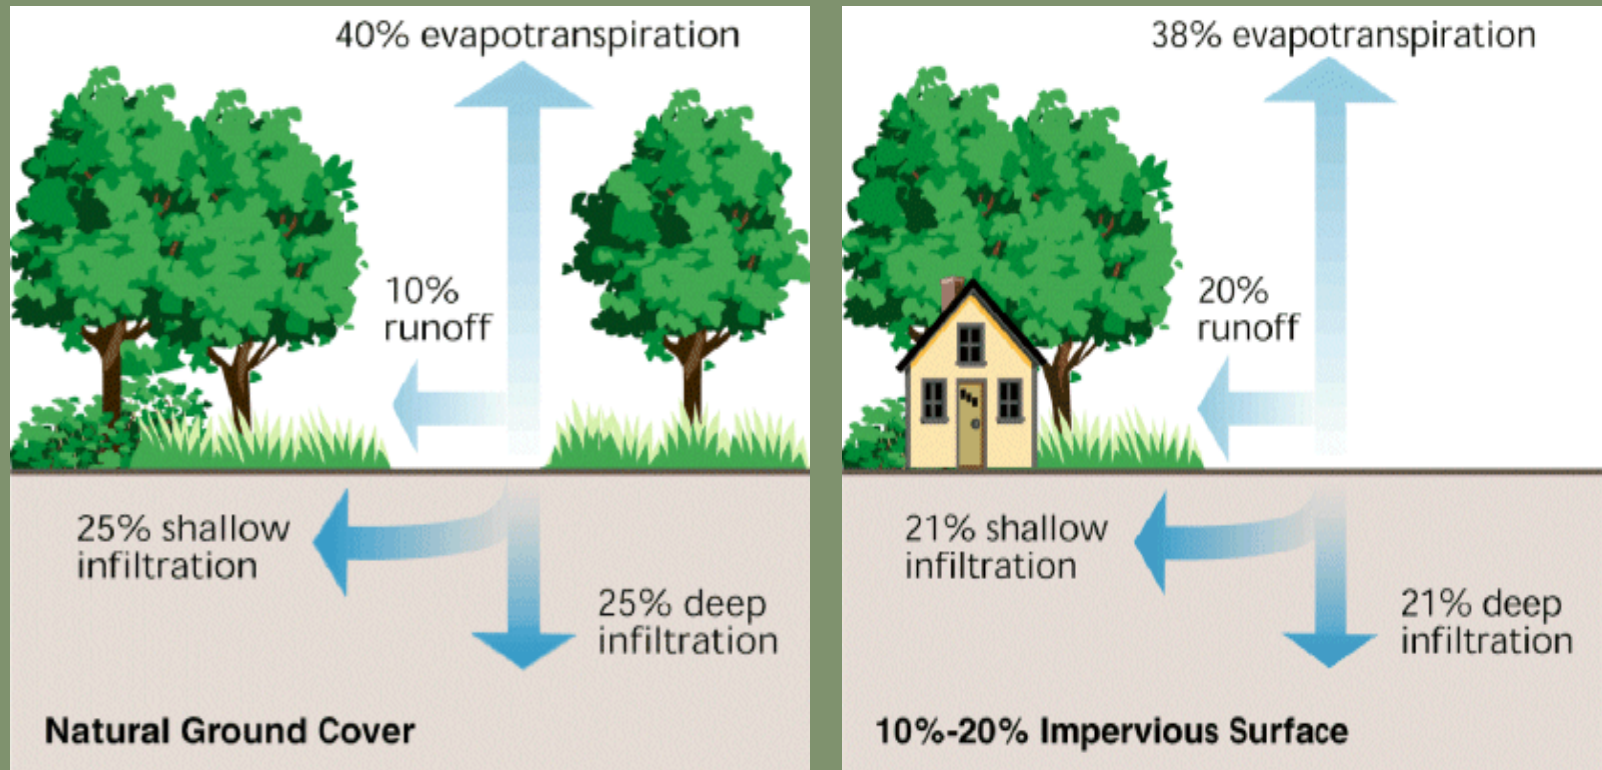 40% evapotranspiration
10%
runoff
25% shallow
infiltration
25% deep
infiltration
Natural Ground Cover
38% evapotranspiration
20%
runoff
21% shallow
infiltration
21% deep
infiltration
10%-20% Impervious Surface